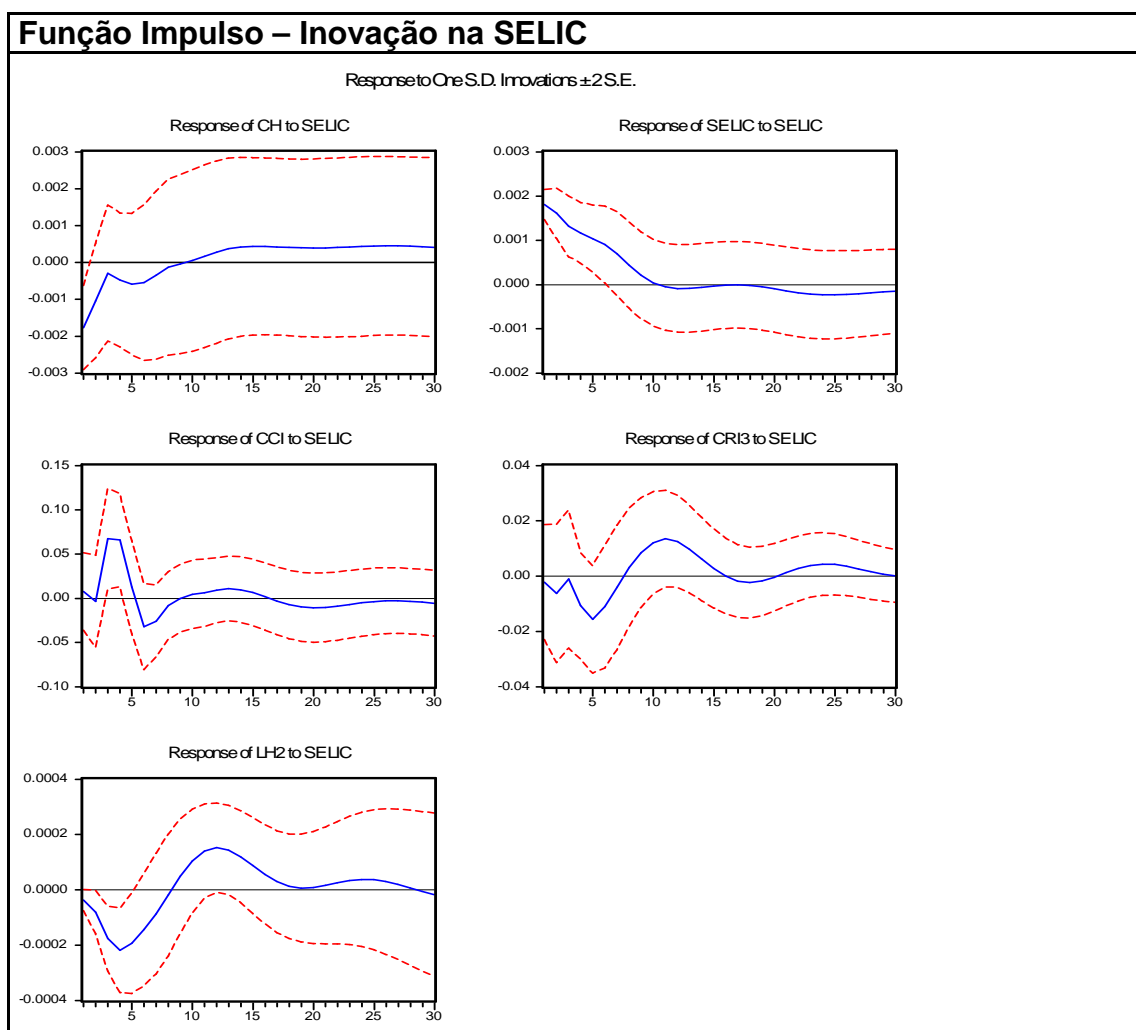 Função Impulso – Inovação na SELIC
Response to One S.D. Innovations ±2 S.E.
Response of CH to SELIC
0.003
0.002
0.001
0.000
-0.001
-0.002
-0.003
5 10 15 20 25 30
Response of SELIC to SELIC
0.003
0.002
0.001
0.000
-0.001
-0.002
5 10 15 20 25 30
Response of CCI to SELIC
0.15
0.10
0.05
0.00
-0.05
-0.10
5 10 15 20 25 30
Response of CRI3 to SELIC
0.04
0.02
0.00
-0.02
-0.04
5 10 15 20 25 30
Response of LH2 to SELIC
0.0004
0.0002
0.0000
-0.0002
-0.0004
5 10 15 20 25 30